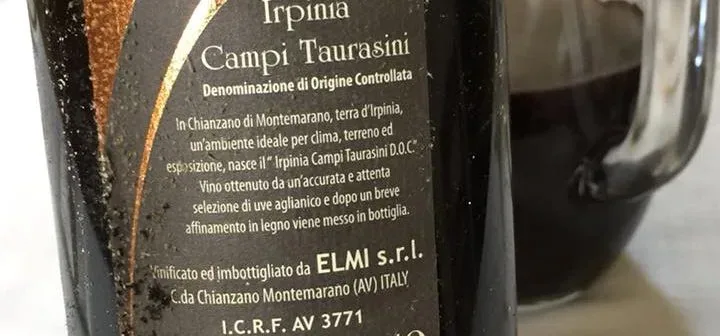 Irpinia
Campi Taurasini
Denominazione di Origine Controllata
In Chianzano di Montemarano, terra d'Irpinia,
un'ambiente ideale per clima, terreno ed
esposizione, nasce il " Irpinia Campi Taurasini D.O.C."
Vino ottenuto da un'accurata e attenta
selezione di uve aglianico e dopo un breve
affinamento in legno viene messo in bottiglia.
Vinificato ed imbottigliato da ELMI s.r.l.
C.da Chianzano Montemarano (AV) ITALY
I.C.R.F. AV 3771